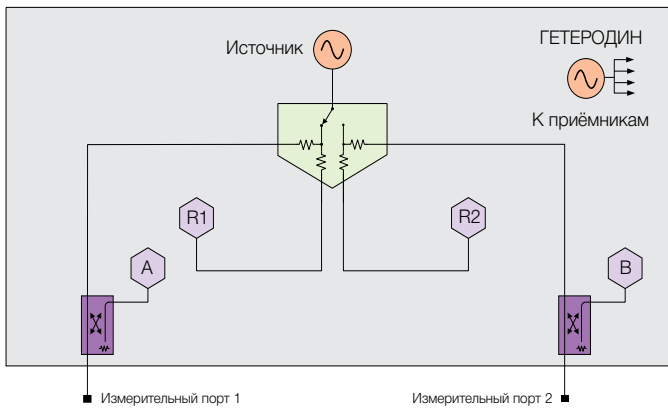 Источник
ГЕТЕРОДИН
К приёмникам
R1
R2
A
B
Измерительный порт 1
Измерительный порт 2